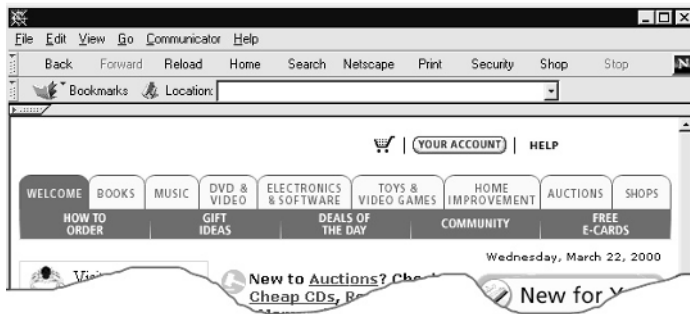 File Edit View Go Communicator Help
Back Forward Reload Home Search Netscape Print Security Shop Stop N
Bookmarks Location:
YOUR ACCOUNT | HELP
WELCOME BOOKS MUSIC DVD & VIDEO ELECTRONICS & SOFTWARE TOYS & VIDEO GAMES HOME IMPROVEMENT AUCTIONS SHOPS
HOW TO ORDER GIFT IDEAS DEALS OF THE DAY COMMUNITY FREE E-CARDS
Wednesday, March 22, 2000
New to Auctions?
Cheap CDs,
New for